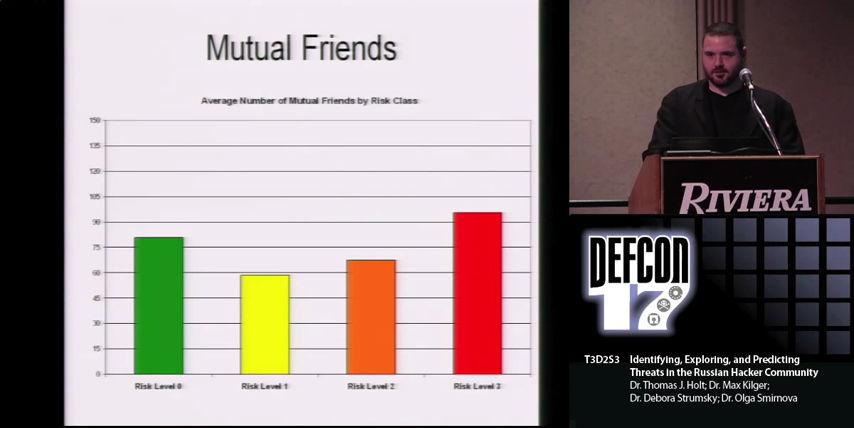 Mutual Friends
Average Number of Mutual Friends by Risk Class
150
135
120
105
90
75
60
45
30
15
0
Risk Level 0
Risk Level 1
Risk Level 2
Risk Level 3
RIVIERA
DEFCON
17
T3D2S3 Identifying, Exploring, and Predicting
Threats in the Russian Hacker Community
Dr. Thomas J. Holt; Dr. Max Kilger;
Dr. Debora Strumsky; Dr. Olga Smirnova